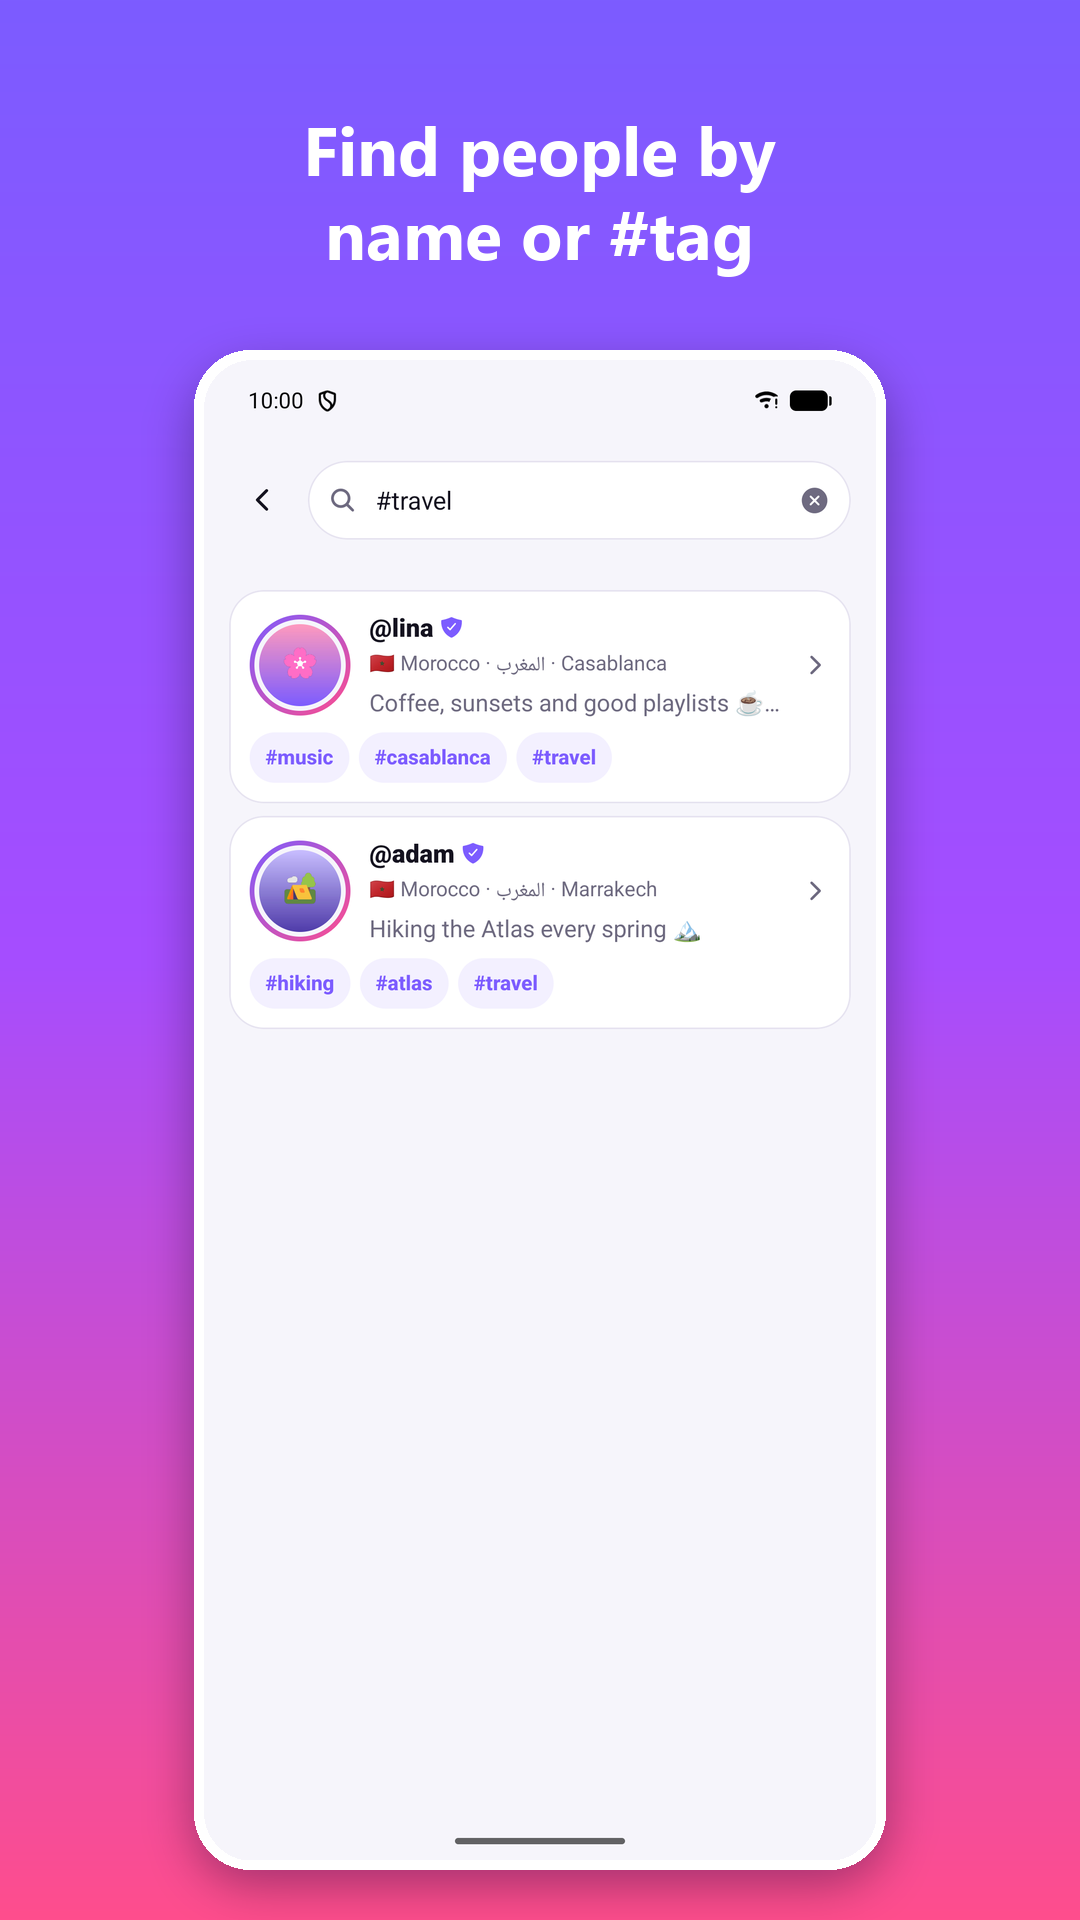 Find people by
name or #tag
10:00
#travel
@lina
Morocco · المغرب · Casablanca
Coffee, sunsets and good playlists ☕...
#music #casablanca #travel
@adam
Morocco · المغرب · Marrakech
Hiking the Atlas every spring 🏔️
#hiking #atlas #travel